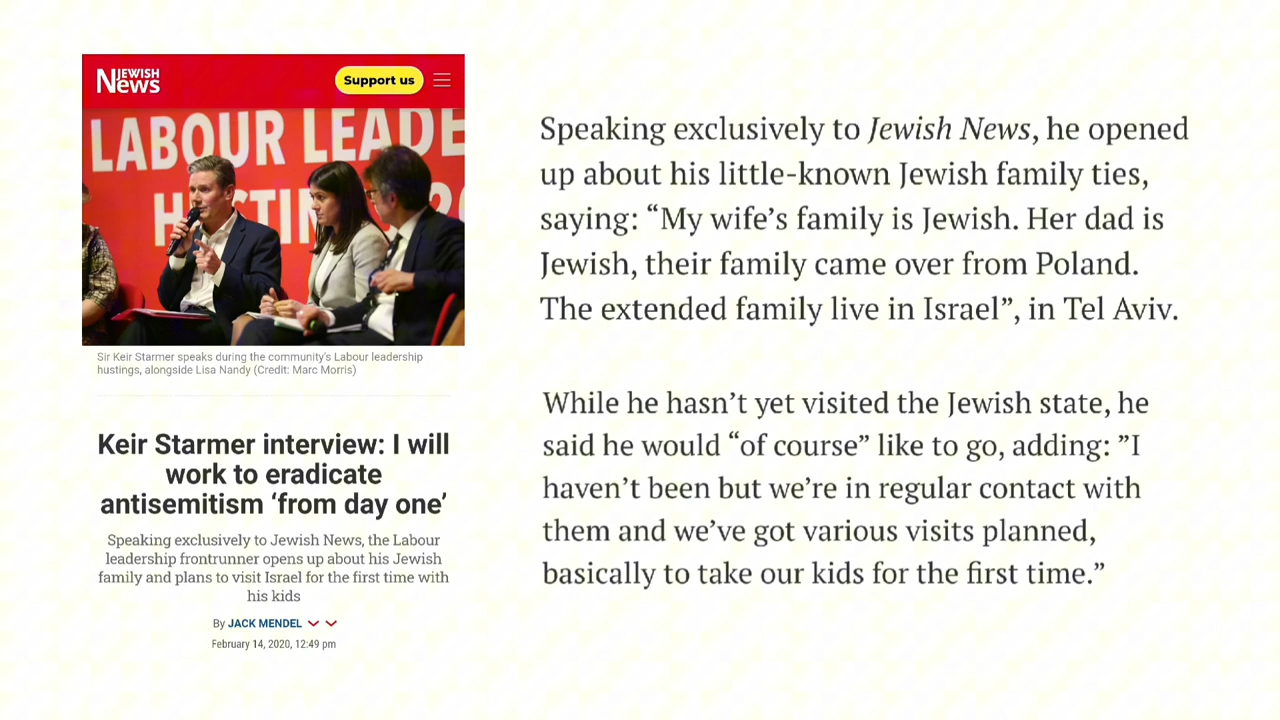 JEWISH
News
Support us
LABOUR LEADE
HUSTIN 20
Sir Keir Starmer speaks during the community's Labour leadership
hustings, alongside Lisa Nandy (Credit: Marc Morris)
Keir Starmer interview: I will
work to eradicate
antisemitism ‘from day one’
Speaking exclusively to Jewish News, the Labour
leadership frontrunner opens up about his Jewish
family and plans to visit Israel for the first time with
his kids
By JACK MENDEL
February 14, 2020, 12:49 pm
Speaking exclusively to Jewish News, he opened
up about his little-known Jewish family ties,
saying: “My wife’s family is Jewish. Her dad is
Jewish, their family came over from Poland.
The extended family live in Israel”, in Tel Aviv.
While he hasn’t yet visited the Jewish state, he
said he would “of course” like to go, adding: ”I
haven’t been but we’re in regular contact with
them and we’ve got various visits planned,
basically to take our kids for the first time.”